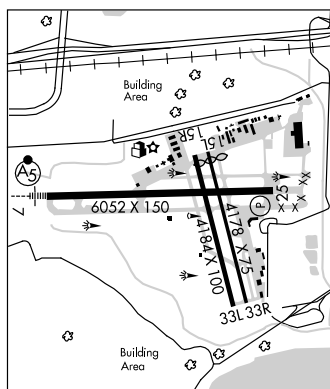 Building
Area
15R
15L
A5
7
6052 X 150
25
X
X
X
X
X
P
4184 X 100
4178 X 75
33L 33R
Building
Area